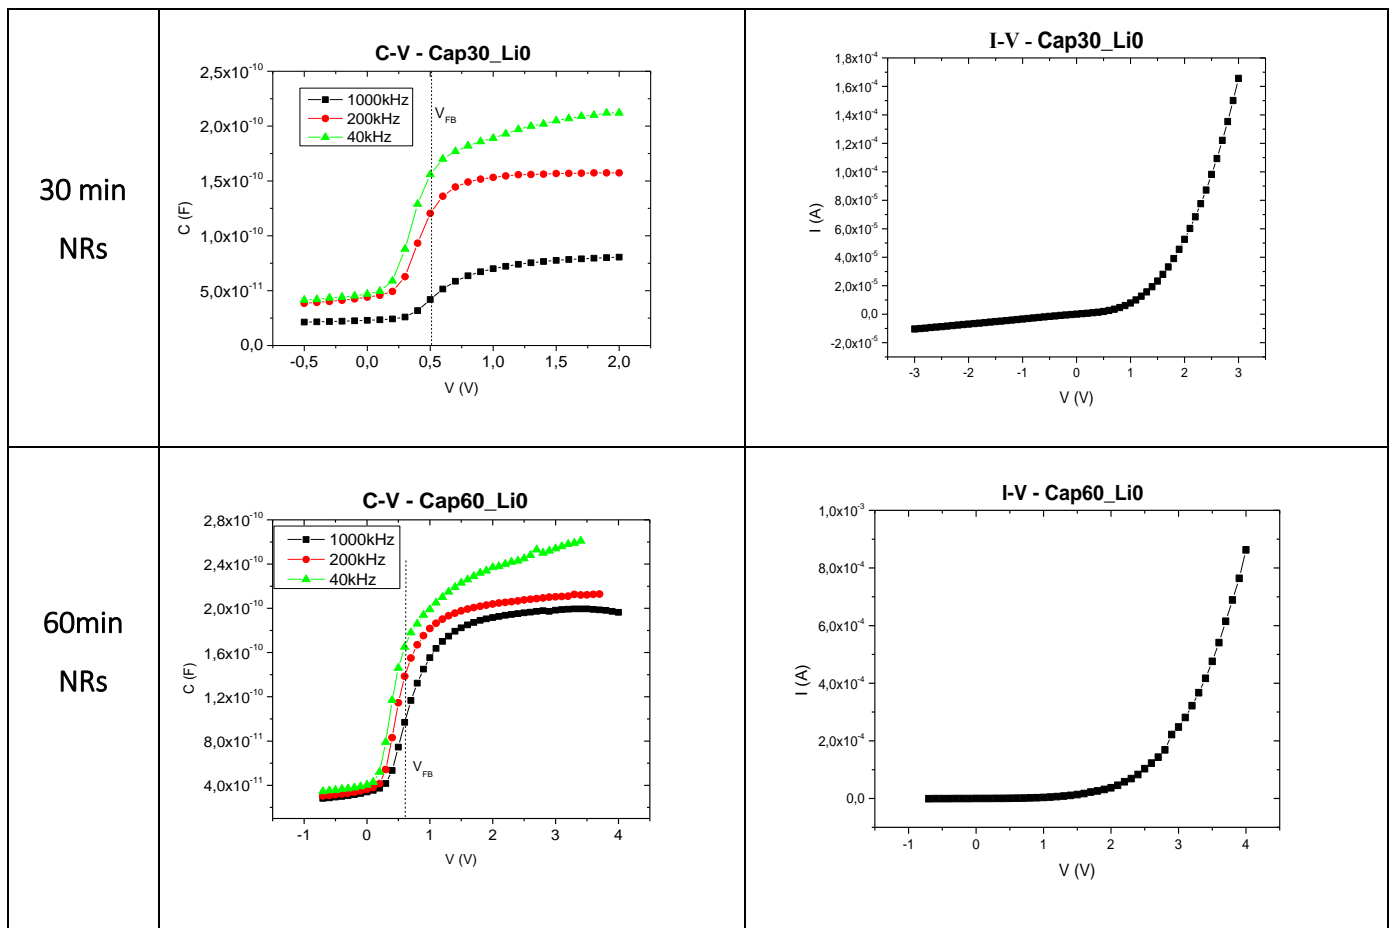 30 min
NRs
C-V - Cap30_Li0
2,5x10⁻¹⁰
2,0x10⁻¹⁰
1,5x10⁻¹⁰
1,0x10⁻¹⁰
5,0x10⁻¹¹
0,0
C (F)
1000kHz
200kHz
40kHz
V_FB
-0,5 0,0 0,5 1,0 1,5 2,0
V (V)
I-V - Cap30_Li0
1,8x10⁻⁴
1,6x10⁻⁴
1,4x10⁻⁴
1,2x10⁻⁴
1,0x10⁻⁴
8,0x10⁻⁵
6,0x10⁻⁵
4,0x10⁻⁵
2,0x10⁻⁵
0,0
-2,0x10⁻⁵
I (A)
-3 -2 -1 0 1 2 3
V (V)
60min
NRs
C-V - Cap60_Li0
2,8x10⁻¹⁰
2,4x10⁻¹⁰
2,0x10⁻¹⁰
1,6x10⁻¹⁰
1,2x10⁻¹⁰
8,0x10⁻¹¹
4,0x10⁻¹¹
C (F)
1000kHz
200kHz
40kHz
V_FB
-1 0 1 2 3 4
V (V)
I-V - Cap60_Li0
1,0x10⁻³
8,0x10⁻⁴
6,0x10⁻⁴
4,0x10⁻⁴
2,0x10⁻⁴
0,0
I (A)
-1 0 1 2 3 4
V (V)